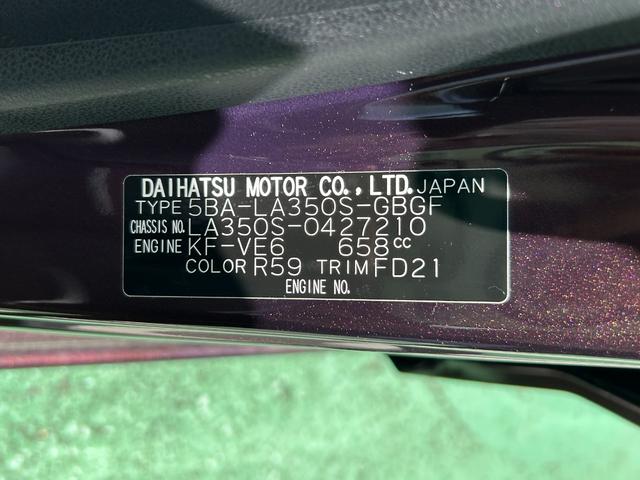 DAIHATSU MOTOR CO., LTD. JAPAN
TYPE 5BA-LA350S-GBGF
CHASSIS NO. LA350S-0427210
ENGINE KF-VE6 658cc
COLOR R59 TRIM FD21
ENGINE NO.